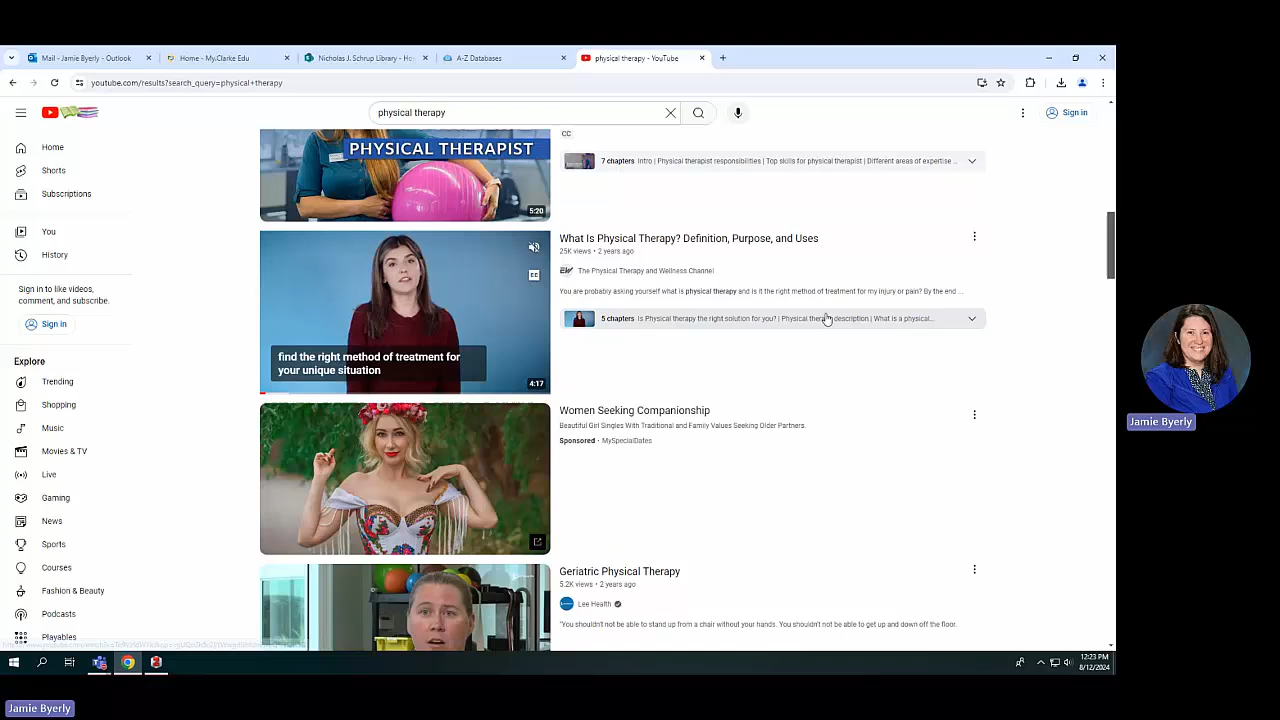 Mail - Jamie Byerly - Outlook
Home - My.Clarke Edu
Nicholas J. Schrup Library - Ho
A-Z Databases
physical therapy - YouTube
youtube.com/results?search_query=physical+therapy
physical therapy
Sign in
Home
Shorts
Subscriptions
You
History
Sign in to like videos,
comment, and subscribe.
Sign in
Explore
Trending
Shopping
Music
Movies & TV
Live
Gaming
News
Sports
Courses
Fashion & Beauty
Podcasts
Playables
PHYSICAL THERAPIST
5:20
CC
7 chapters Intro | Physical therapist responsibilities | Top skills for physical therapist | Different areas of expertise ...
CC
find the right method of treatment for
your unique situation
4:17
What Is Physical Therapy? Definition, Purpose, and Uses
25K views • 2 years ago
The Physical Therapy and Wellness Channel
You are probably asking yourself what is physical therapy and is it the right method of treatment for my injury or pain? By the end ...
5 chapters Is Physical therapy the right solution for you? | Physical therapy description | What is a physical...
Women Seeking Companionship
Beautiful Girl Singles With Traditional and Family Values Seeking Older Partners.
Sponsored • MySpecialDates
Geriatric Physical Therapy
5.2K views • 2 years ago
Lee Health
"You shouldn't not be able to stand up from a chair without your hands. You shouldn't not be able to get up and down off the floor.
12:23 PM
8/12/2024
Jamie Byerly
Jamie Byerly